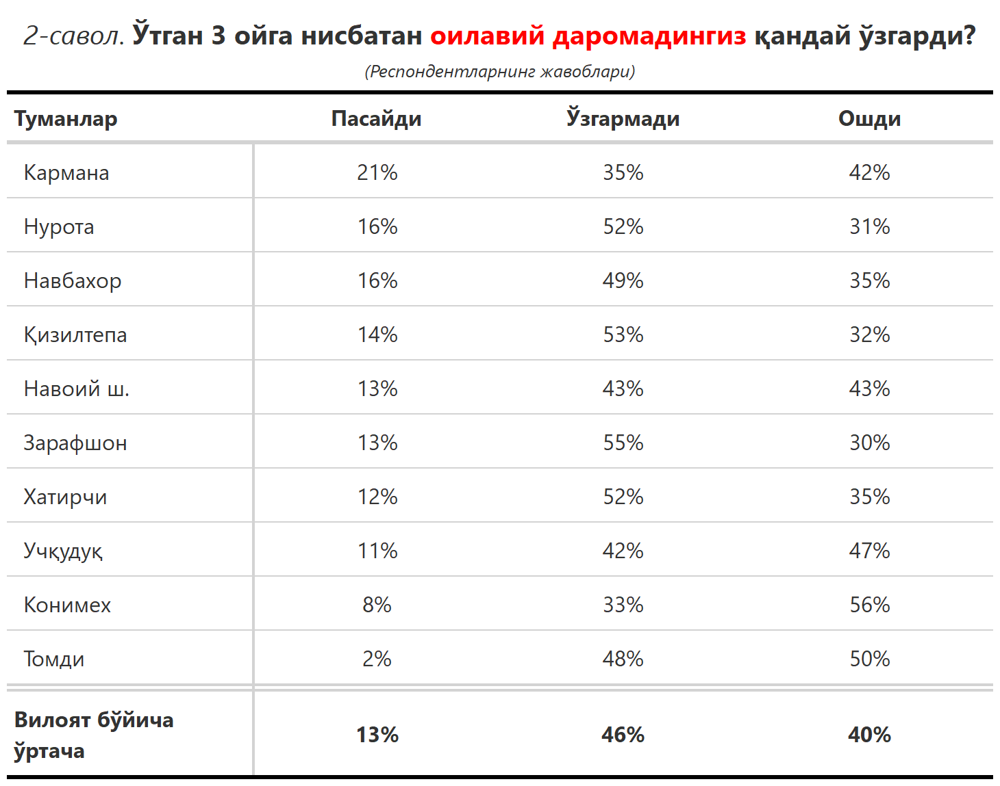 2-савол. Ўтган 3 ойга нисбатан оилавий даромадингиз қандай ўзгарди?
(Респондентларнинг жавоблари)
Туманлар Пасайди Ўзгармади Ошди
Кармана 21% 35% 42%
Нурота 16% 52% 31%
Навбахор 16% 49% 35%
Қизилтепа 14% 53% 32%
Навоий ш. 13% 43% 43%
Зарафшон 13% 55% 30%
Хатирчи 12% 52% 35%
Учқудуқ 11% 42% 47%
Конимех 8% 33% 56%
Томди 2% 48% 50%
Вилоят бўйича
ўртача 13% 46% 40%